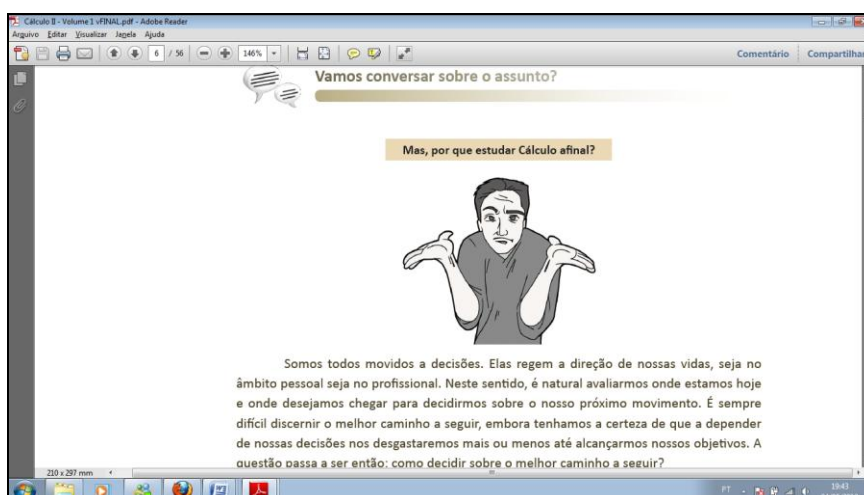 Cálculo II - Volume 1 vFINAL.pdf - Adobe Reader
Arquivo Editar Visualizar Janela Ajuda
6 / 56 146% Comentário Compartilhar
Vamos conversar sobre o assunto?
Mas, por que estudar Cálculo afinal?
Somos todos movidos a decisões. Elas regem a direção de nossas vidas, seja no
âmbito pessoal seja no profissional. Neste sentido, é natural avaliarmos onde estamos hoje
e onde desejamos chegar para decidirmos sobre o nosso próximo movimento. É sempre
difícil discernir o melhor caminho a seguir, embora tenhamos a certeza de que a depender
de nossas decisões nos desgastaremos mais ou menos até alcançarmos nossos objetivos. A
questão passa a ser então: como decidir sobre o melhor caminho a seguir?
210 x 297 mm
PT 19:43